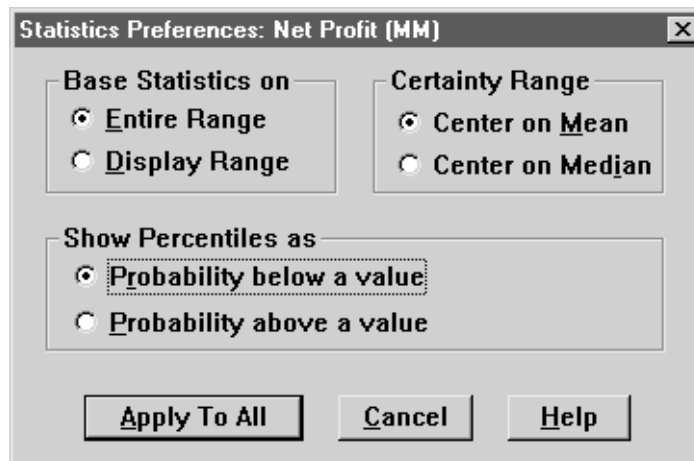 Statistics Preferences: Net Profit (MM)
Base Statistics on
Entire Range
Display Range
Certainty Range
Center on Mean
Center on Median
Show Percentiles as
Probability below a value
Probability above a value
Apply To All
Cancel
Help